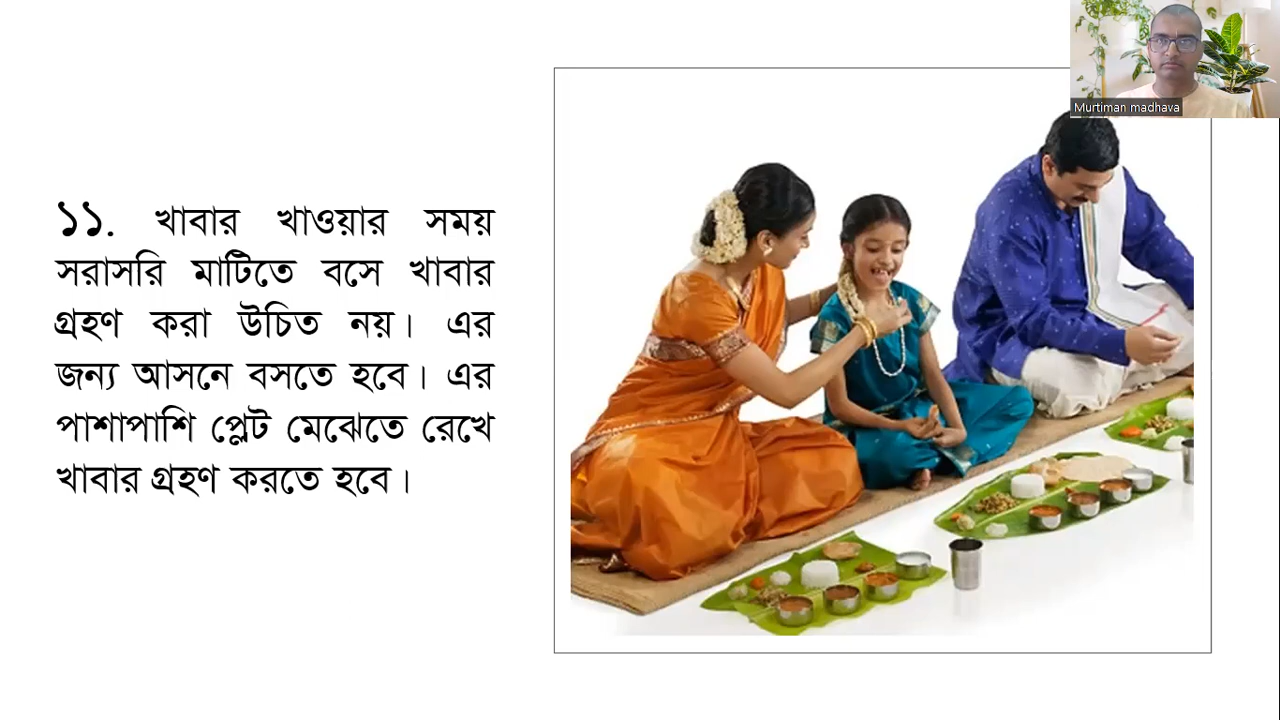 ১১. খাবার খাওয়ার সময়
সরাসরি মাটিতে বসে খাবার
গ্রহণ করা উচিত নয়। এর
জন্য আসনে বসতে হবে। এর
পাশাপাশি প্লেট মেঝেতে রেখে
খাবার গ্রহণ করতে হবে।
Murtiman madhava